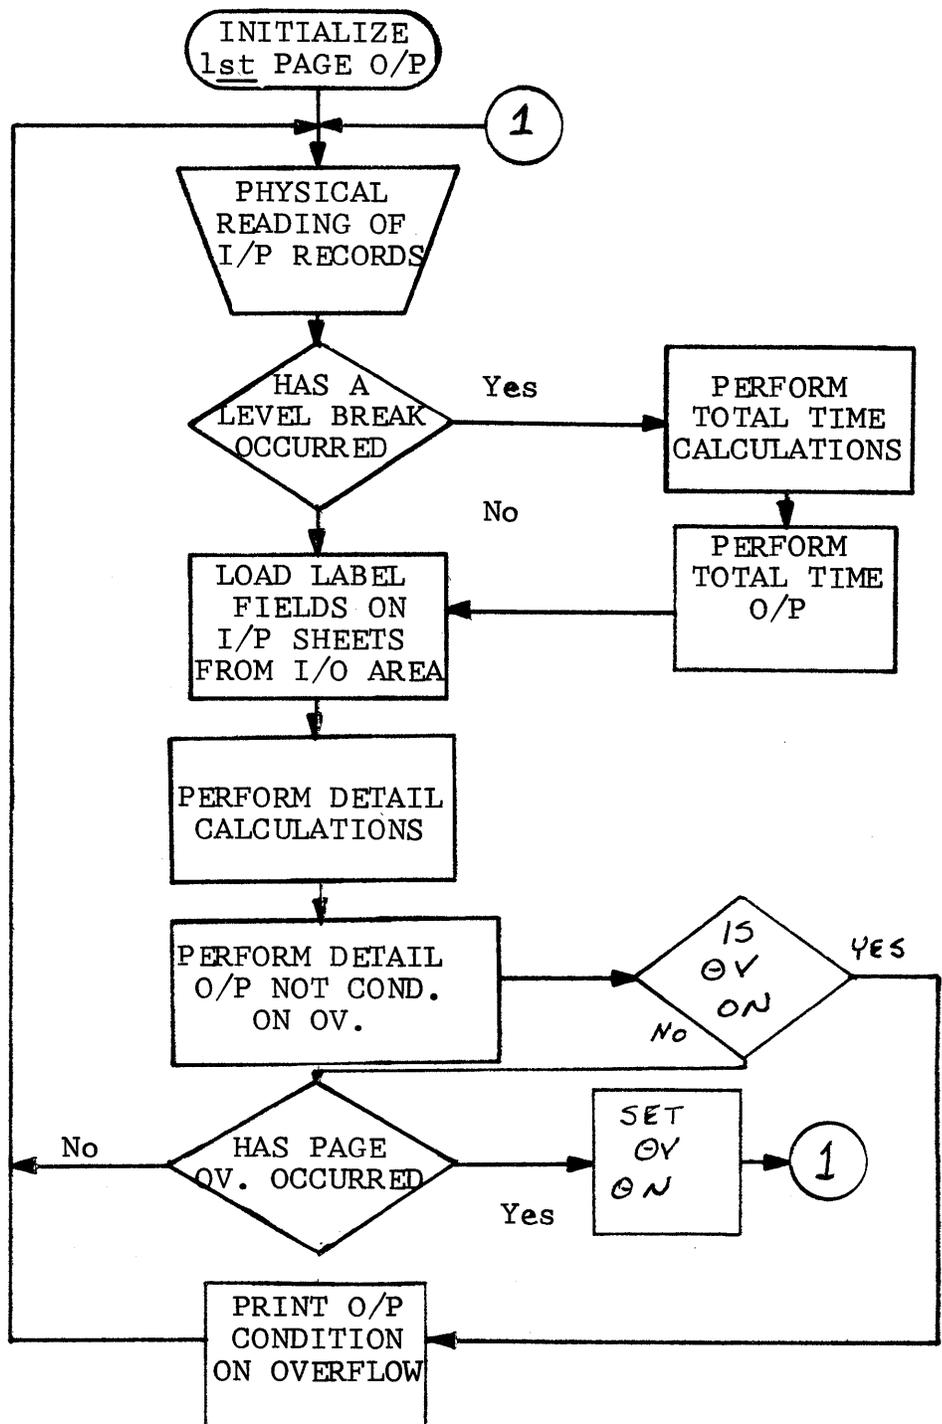 INITIALIZE
1st PAGE O/P
1
PHYSICAL
READING OF
I/P RECORDS
HAS A
LEVEL BREAK
OCCURRED
Yes
PERFORM
TOTAL TIME
CALCULATIONS
No
PERFORM
TOTAL TIME
O/P
LOAD LABEL
FIELDS ON
I/P SHEETS
FROM I/O AREA
PERFORM DETAIL
CALCULATIONS
PERFORM DETAIL
O/P NOT COND.
ON OV.
IS
OV
ON
YES
NO
HAS PAGE
OV. OCCURRED
No
Yes
SET
OV
ON
1
PRINT O/P
CONDITION
ON OVERFLOW